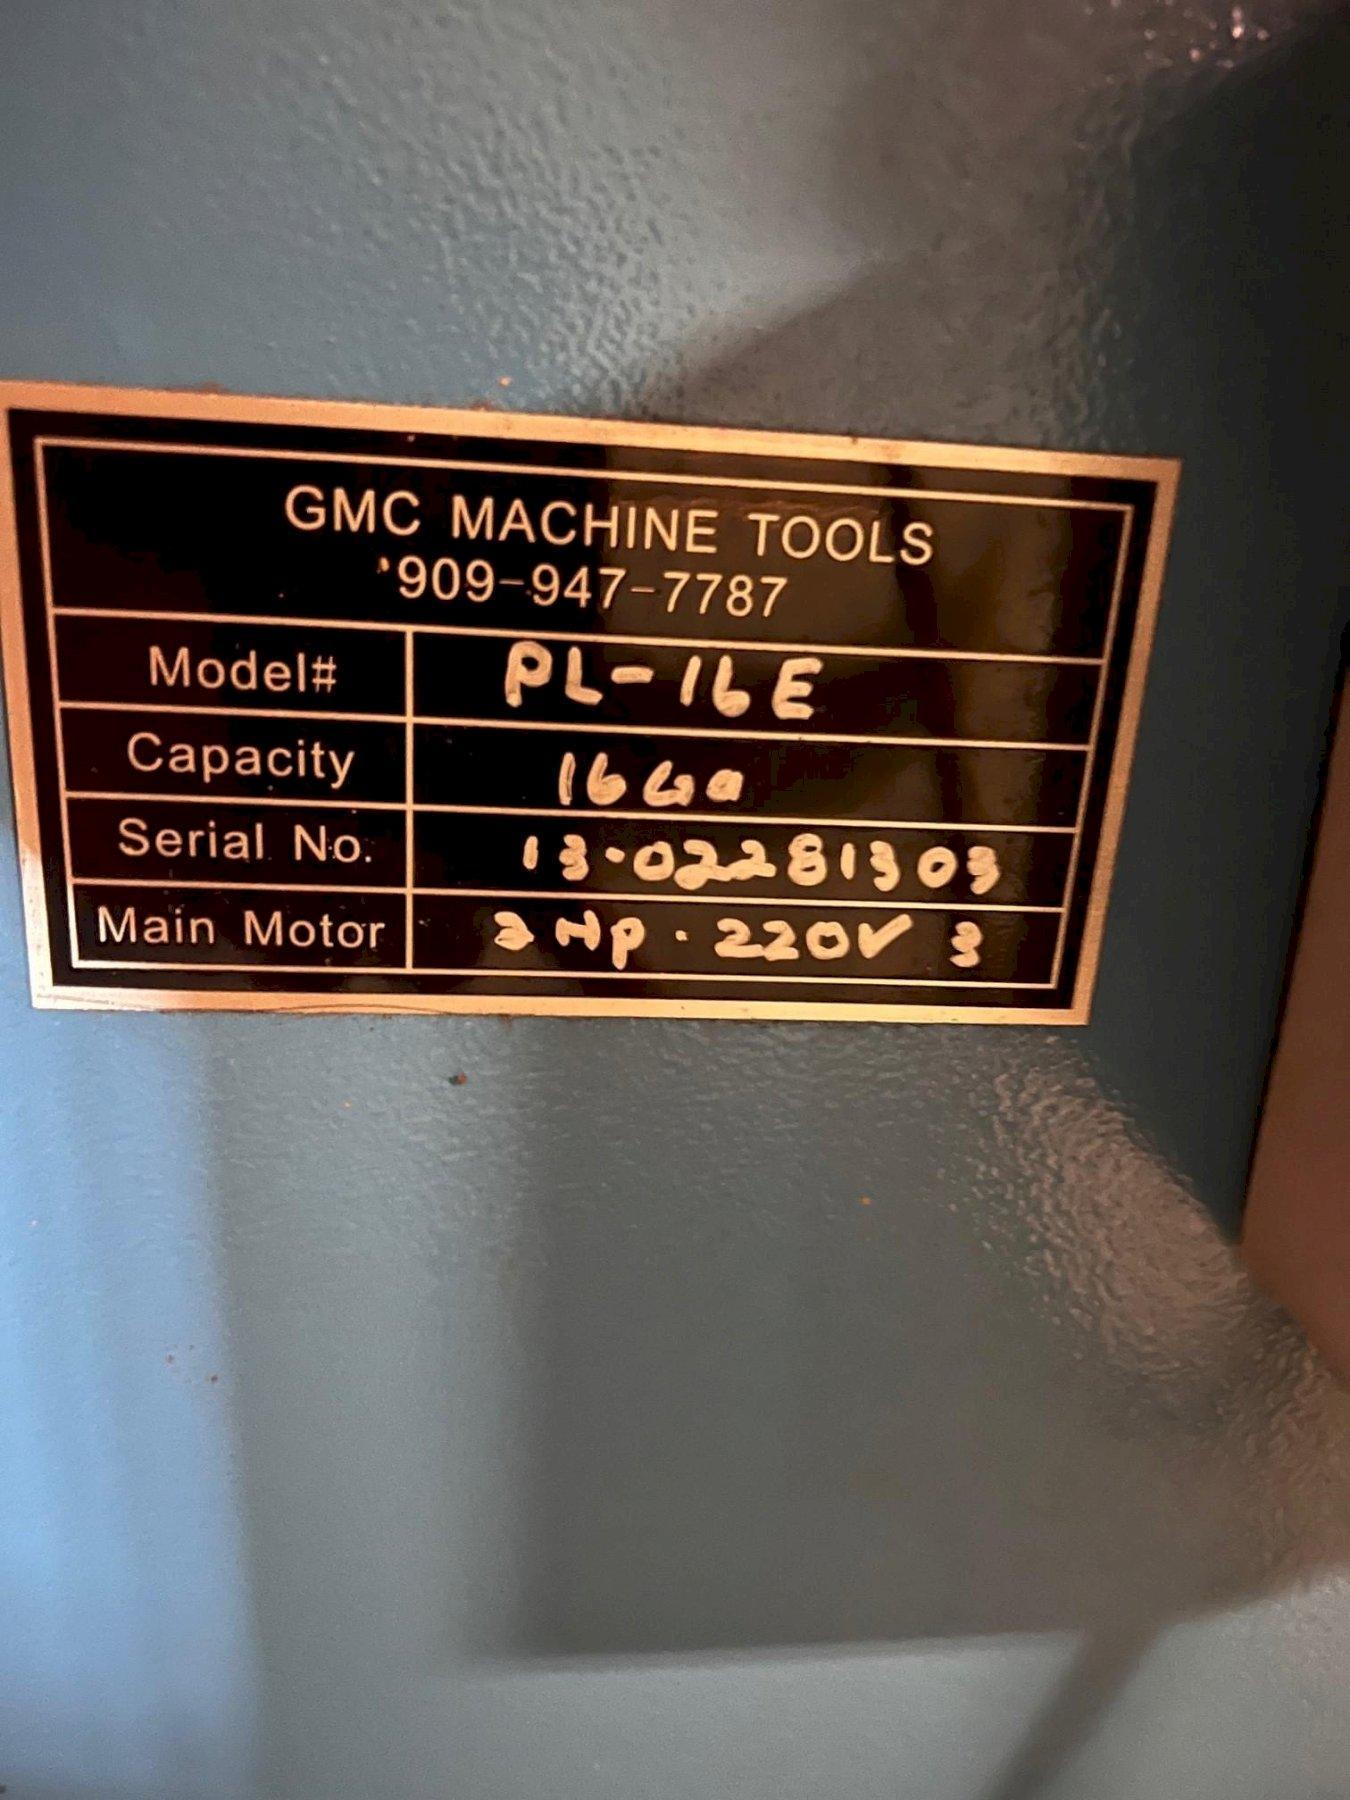 GMC MACHINE TOOLS
909-947-7787
Model# PL-16E
Capacity 16Ga
Serial No. 13-02281303
Main Motor Hp - 220V 3